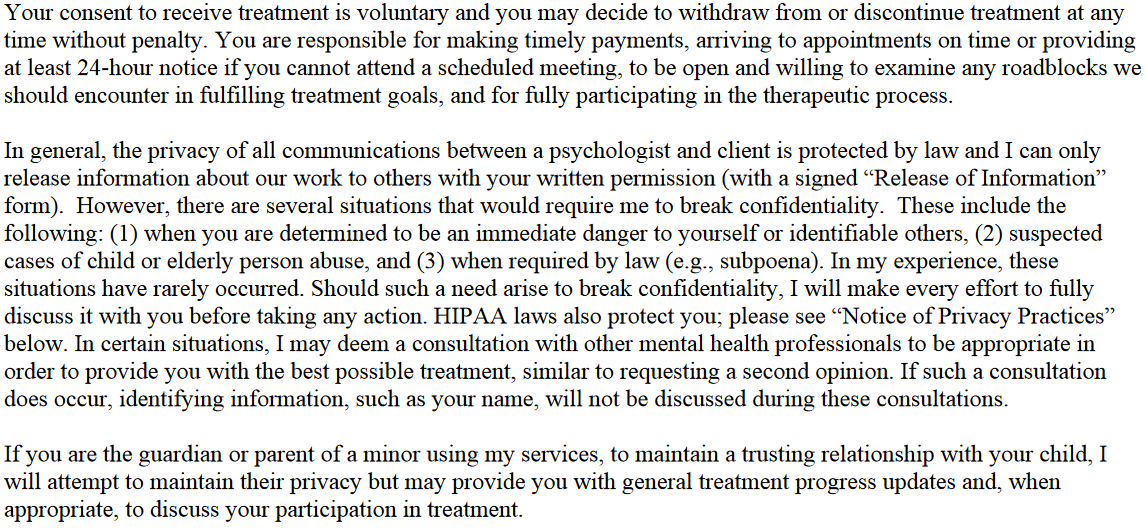 Your consent to receive treatment is voluntary and you may decide to withdraw from or discontinue treatment at any
time without penalty. You are responsible for making timely payments, arriving to appointments on time or providing
at least 24-hour notice if you cannot attend a scheduled meeting, to be open and willing to examine any roadblocks we
should encounter in fulfilling treatment goals, and for fully participating in the therapeutic process.
In general, the privacy of all communications between a psychologist and client is protected by law and I can only
release information about our work to others with your written permission (with a signed “Release of Information”
form).  However, there are several situations that would require me to break confidentiality.  These include the
following: (1) when you are determined to be an immediate danger to yourself or identifiable others, (2) suspected
cases of child or elderly person abuse, and (3) when required by law (e.g., subpoena). In my experience, these
situations have rarely occurred. Should such a need arise to break confidentiality, I will make every effort to fully
discuss it with you before taking any action. HIPAA laws also protect you; please see “Notice of Privacy Practices”
below. In certain situations, I may deem a consultation with other mental health professionals to be appropriate in
order to provide you with the best possible treatment, similar to requesting a second opinion. If such a consultation
does occur, identifying information, such as your name, will not be discussed during these consultations.
If you are the guardian or parent of a minor using my services, to maintain a trusting relationship with your child, I
will attempt to maintain their privacy but may provide you with general treatment progress updates and, when
appropriate, to discuss your participation in treatment.